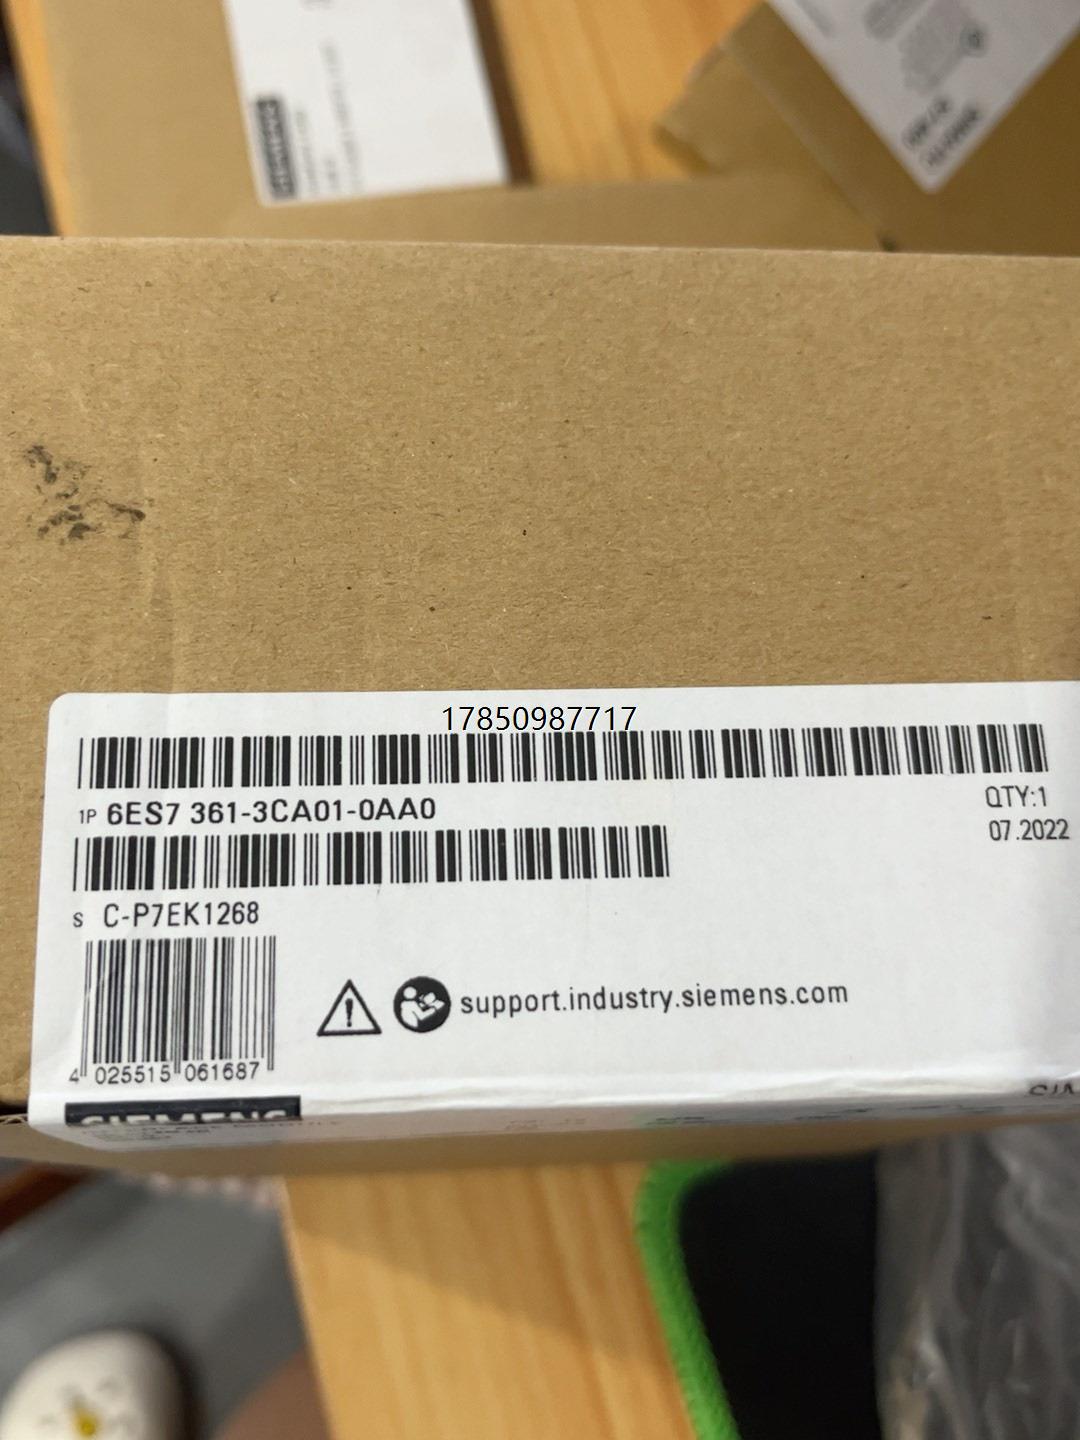 SIEMENS
17850987717
1P 6ES7 361-3CA01-0AA0
QTY:1
07.2022
S C-P7EK1268
support.industry.siemens.com
4 025515 061687
SIEMENS